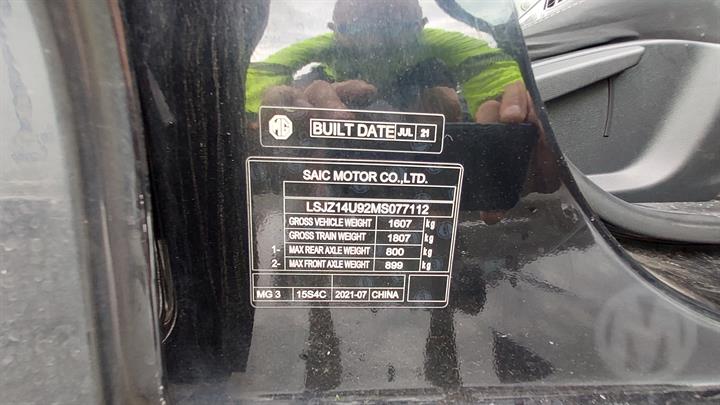 MG BUILT DATE JUL 21
SAIC MOTOR CO.,LTD.
LSJZ14U92MS077112
GROSS VEHICLE WEIGHT 1607 kg
GROSS TRAIN WEIGHT 1807 kg
1- MAX REAR AXLE WEIGHT 800 kg
2- MAX FRONT AXLE WEIGHT 899 kg
MG 3 15S4C 2021-07 CHINA
M